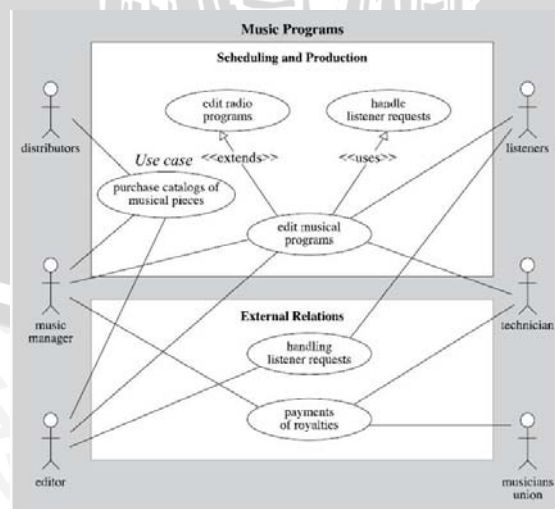 Music Programs
Scheduling and Production
edit radio
programs
handle
listener requests
distributors
listeners
<<extends>>
<<uses>>
Use case
purchase catalogs of
musical pieces
edit musical
programs
music
manager
technician
External Relations
handling
listener requests
payments
of royalties
editor
musicians
union